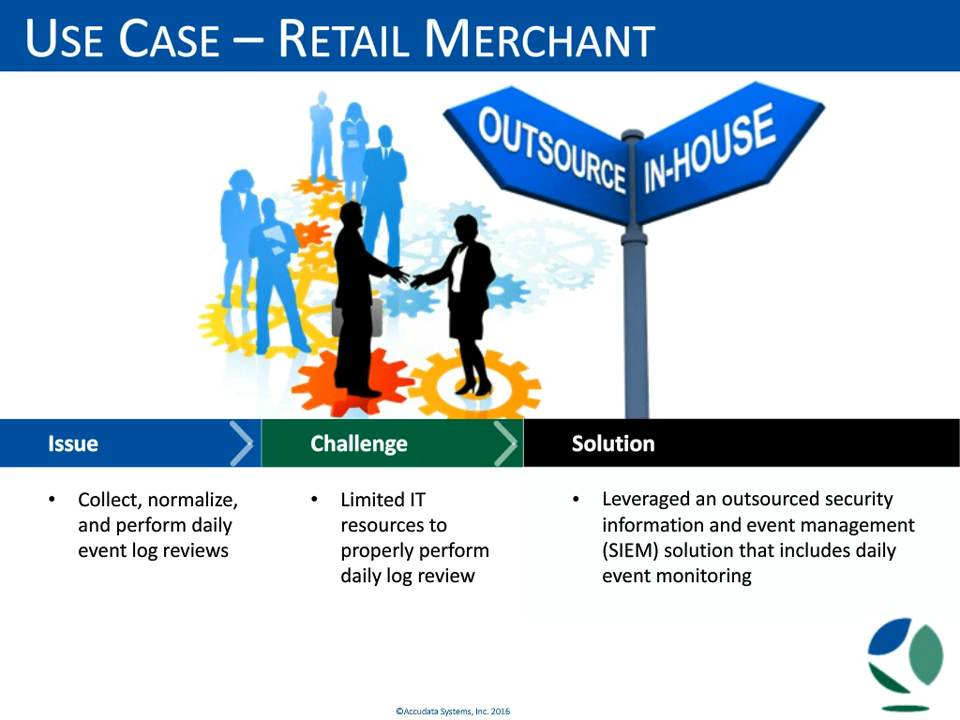 USE CASE – RETAIL MERCHANT
OUTSOURCE
IN-HOUSE
Issue
Challenge
Solution
• Collect, normalize,
and perform daily
event log reviews
• Limited IT
resources to
properly perform
daily log review
• Leveraged an outsourced security
information and event management
(SIEM) solution that includes daily
event monitoring
©Accudata Systems, Inc. 2016